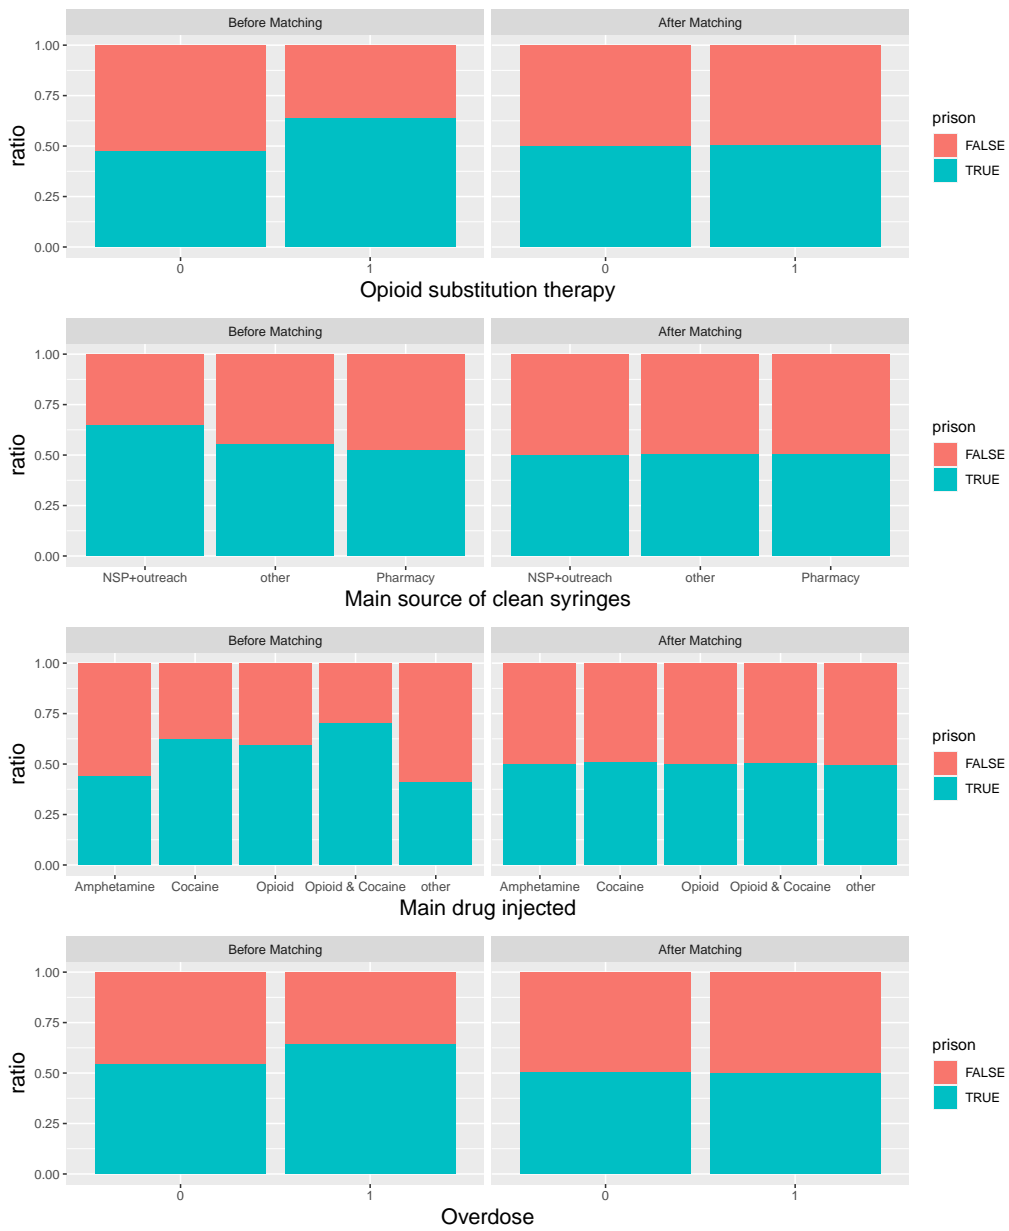 Before Matching After Matching
1.00
0.75
0.50
0.25
0.00
ratio
prison
FALSE
TRUE
0 1 0 1
Opioid substitution therapy
Before Matching After Matching
1.00
0.75
0.50
0.25
0.00
ratio
prison
FALSE
TRUE
NSP+outreach other Pharmacy NSP+outreach other Pharmacy
Main source of clean syringes
Before Matching After Matching
1.00
0.75
0.50
0.25
0.00
ratio
prison
FALSE
TRUE
Amphetamine Cocaine Opioid Opioid & Cocaine other Amphetamine Cocaine Opioid Opioid & Cocaine other
Main drug injected
Before Matching After Matching
1.00
0.75
0.50
0.25
0.00
ratio
prison
FALSE
TRUE
0 1 0 1
Overdose